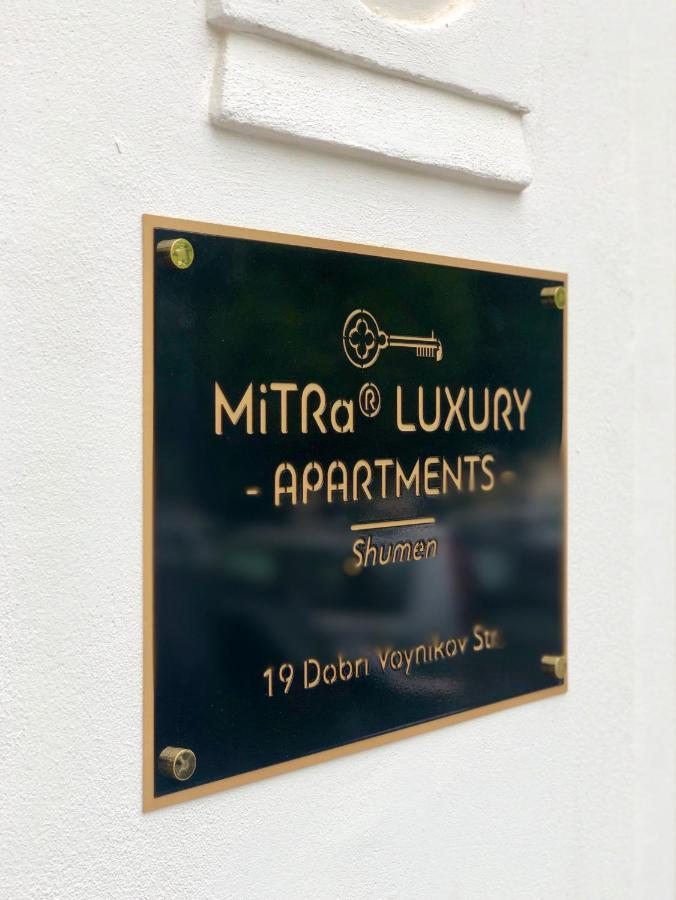 MiTRa® LUXURY
- APARTMENTS -
Shumen
19 Dobri Voynikov Str.